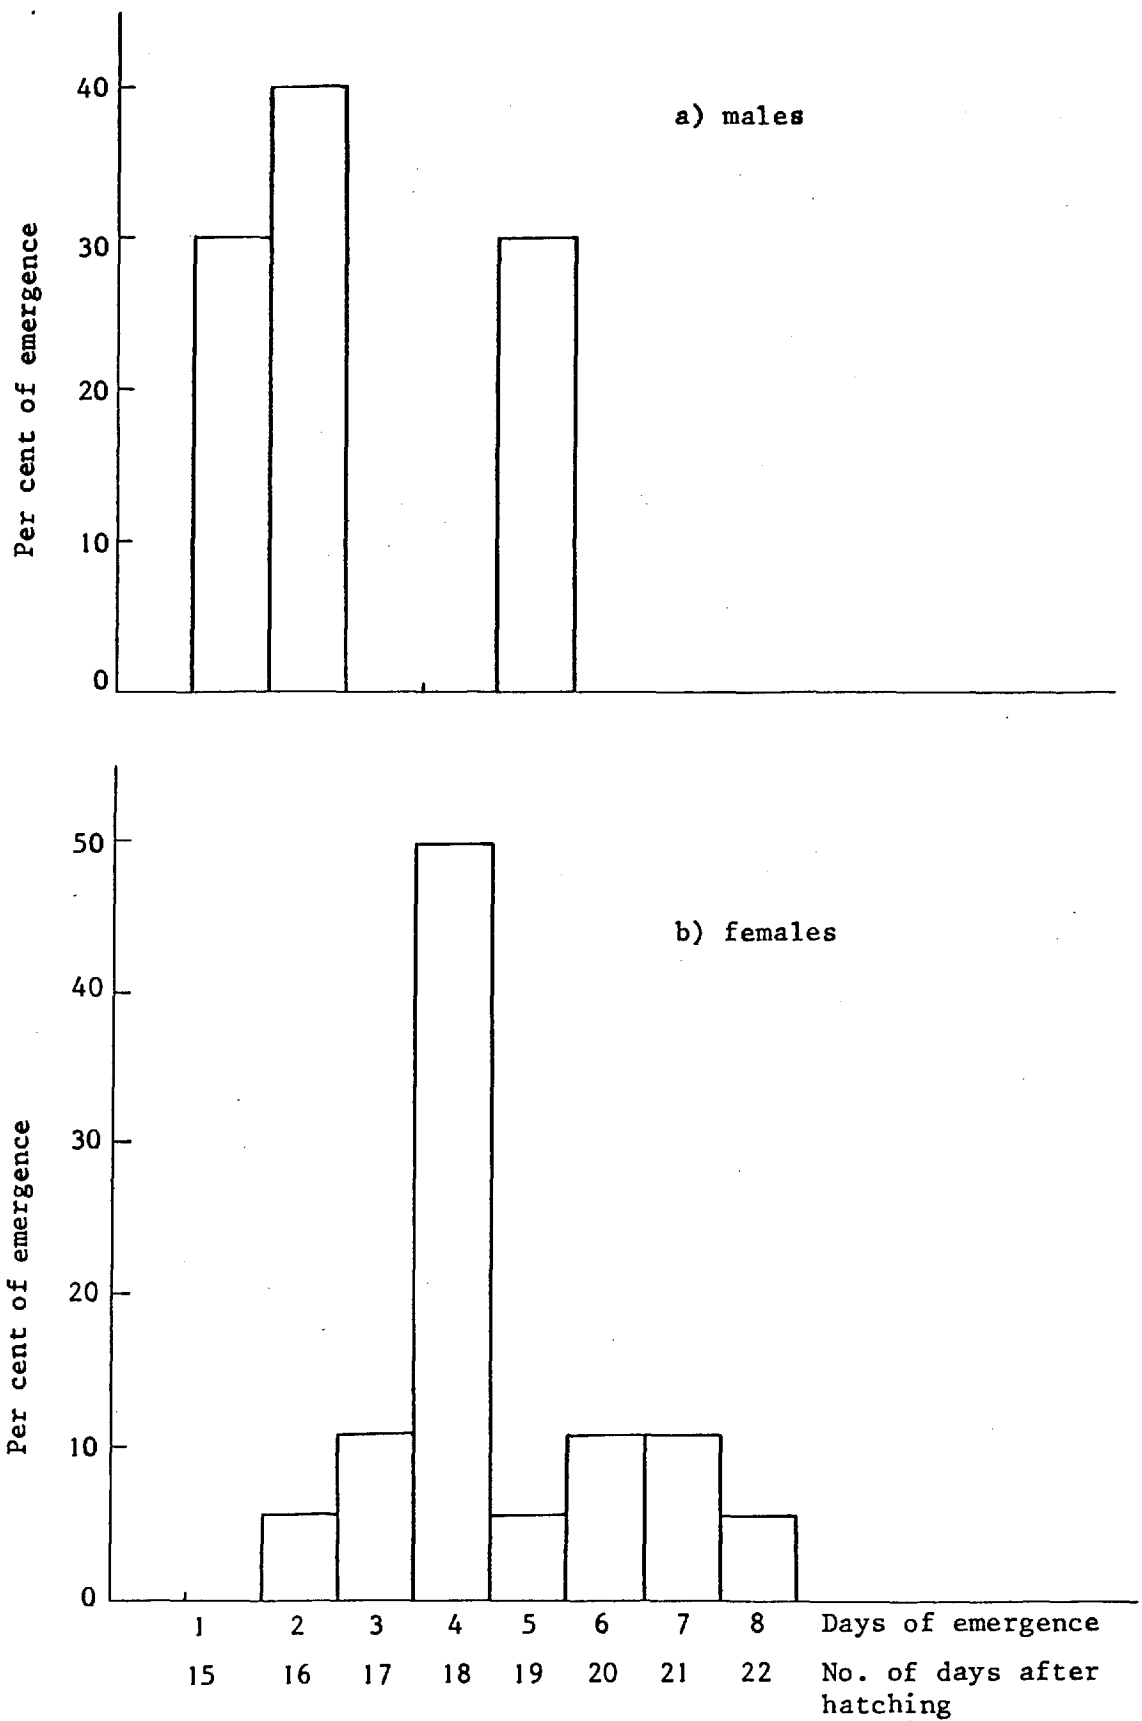 40
a) males
30
20
10
0
Per cent of emergence
50
b) females
40
30
20
10
0
Per cent of emergence
1 2 3 4 5 6 7 8 Days of emergence
15 16 17 18 19 20 21 22 No. of days after
hatching